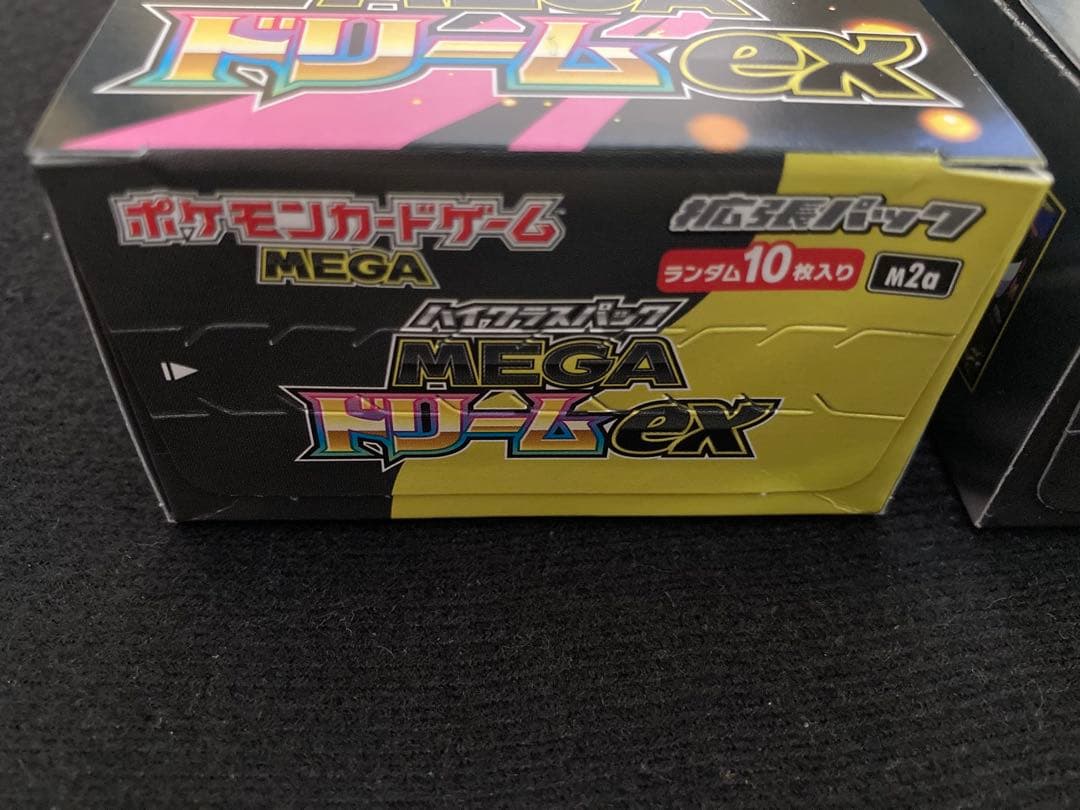 ドリームex
ポケモンカードゲーム
MEGA
拡張パック
ランダム10枚入り
M2a
ハイクラスパック
MEGA
ドリームex